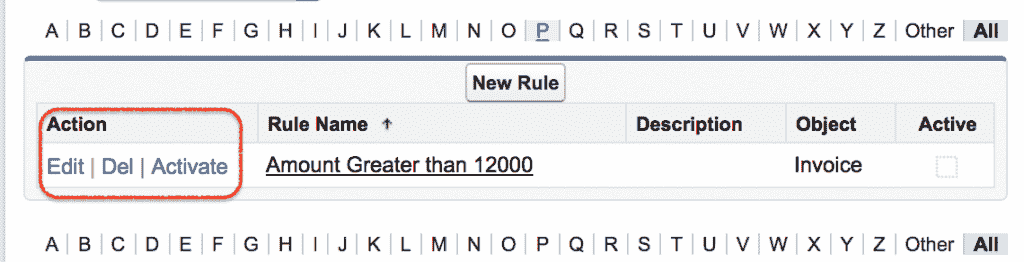 A | B | C | D | E | F | G | H | I | J | K | L | M | N | O | P | Q | R | S | T | U | V | W | X | Y | Z | Other | All
New Rule
Action Rule Name ↑ Description Object Active
Edit | Del | Activate Amount Greater than 12000 Invoice
A | B | C | D | E | F | G | H | I | J | K | L | M | N | O | P | Q | R | S | T | U | V | W | X | Y | Z | Other | All